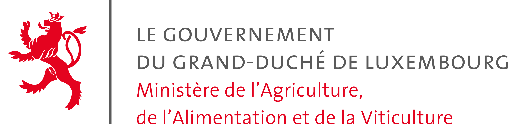 LE GOUVERNEMENT
DU GRAND-DUCHÉ DE LUXEMBOURG
Ministère de l'Agriculture,
de l'Alimentation et de la Viticulture